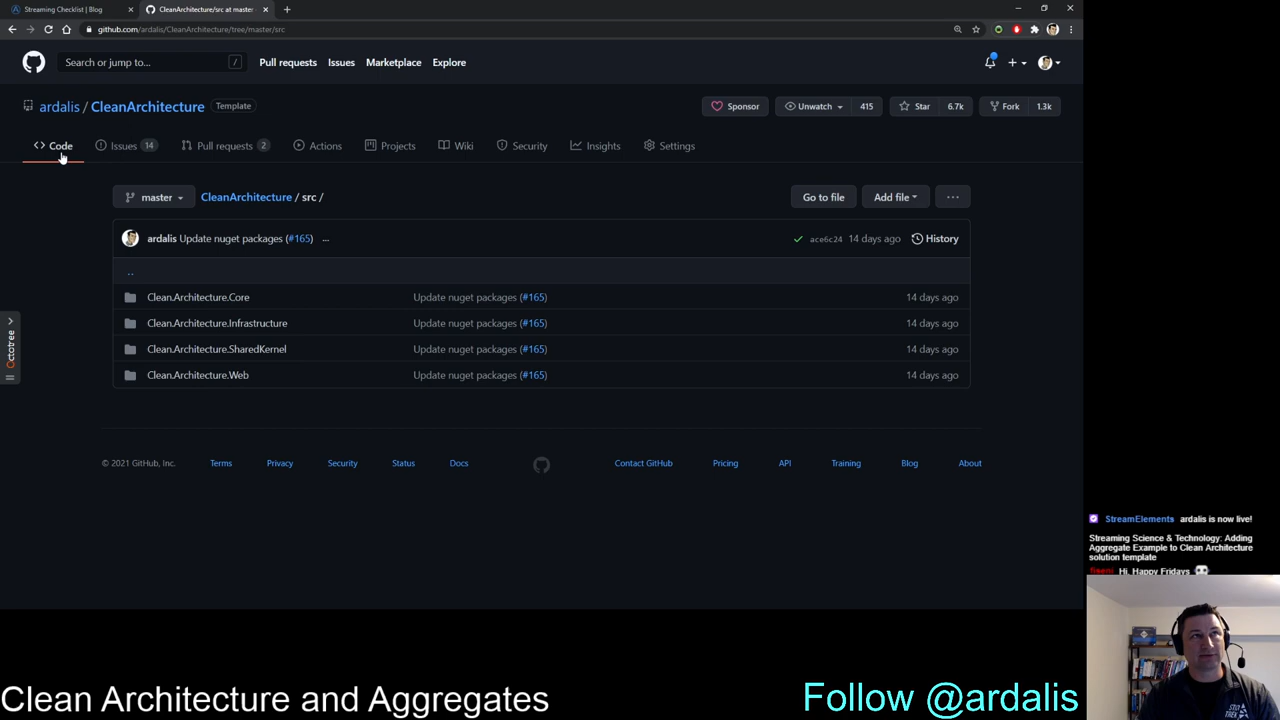 Streaming Checklist | Blog
CleanArchitecture/src at master
github.com/ardalis/CleanArchitecture/tree/master/src
Search or jump to...
/
Pull requests
Issues
Marketplace
Explore
ardalis / CleanArchitecture
Template
Sponsor
Unwatch
415
Star
6.7k
Fork
1.3k
Code
Issues 14
Pull requests 2
Actions
Projects
Wiki
Security
Insights
Settings
master
CleanArchitecture / src /
Go to file
Add file
...
ardalis Update nuget packages (#165) ...
ace6c24 14 days ago
History
..
Clean.Architecture.Core Update nuget packages (#165) 14 days ago
Clean.Architecture.Infrastructure Update nuget packages (#165) 14 days ago
Clean.Architecture.SharedKernel Update nuget packages (#165) 14 days ago
Clean.Architecture.Web Update nuget packages (#165) 14 days ago
Octotree
© 2021 GitHub, Inc.
Terms
Privacy
Security
Status
Docs
Contact GitHub
Pricing
API
Training
Blog
About
StreamElements ardalis is now live!
Streaming Science & Technology: Adding
Aggregate Example to Clean Architecture
solution template
Hi, Happy Fridays
Clean Architecture and Aggregates
Follow @ardalis